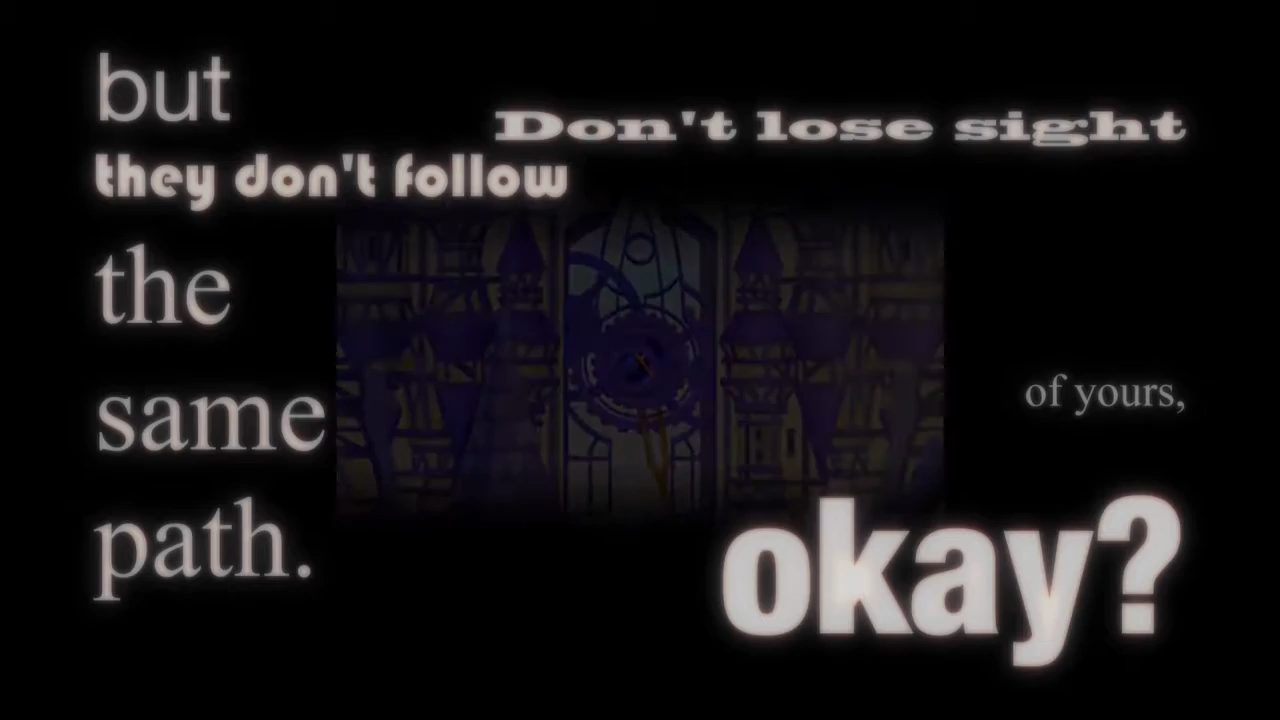 but
they don't follow
the
same
path.
Don't lose sight
of yours,
okay?